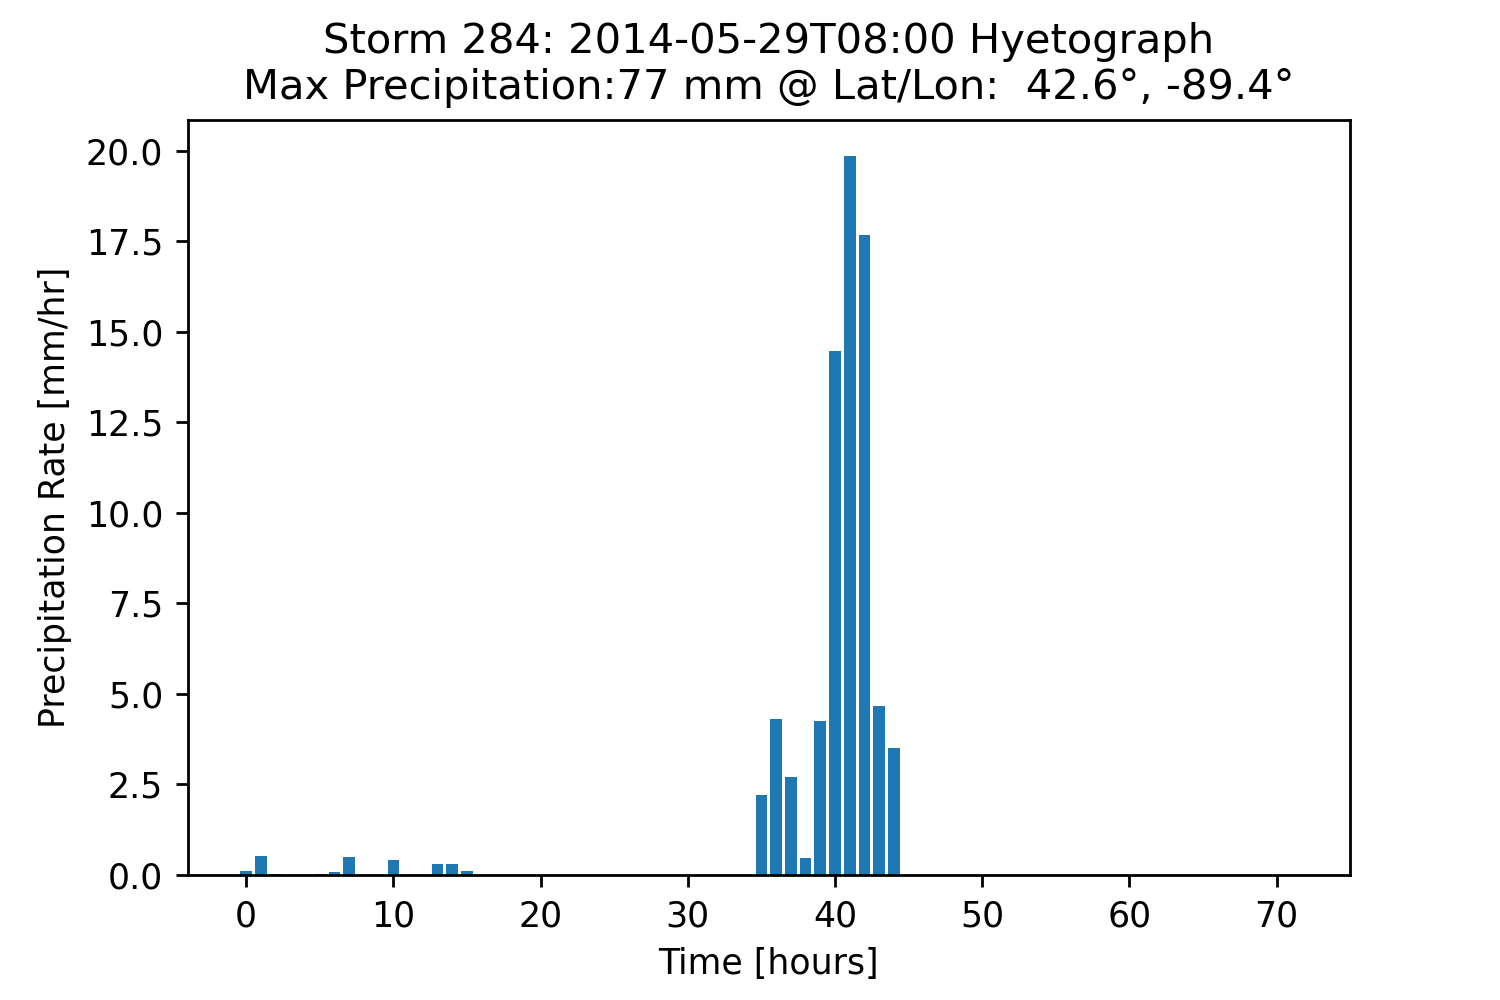 Storm 284: 2014-05-29T08:00 Hyetograph
Max Precipitation:77 mm @ Lat/Lon:  42.6°, -89.4°
20.0
17.5
15.0
12.5
10.0
7.5
5.0
2.5
0.0
Precipitation Rate [mm/hr]
0 10 20 30 40 50 60 70
Time [hours]